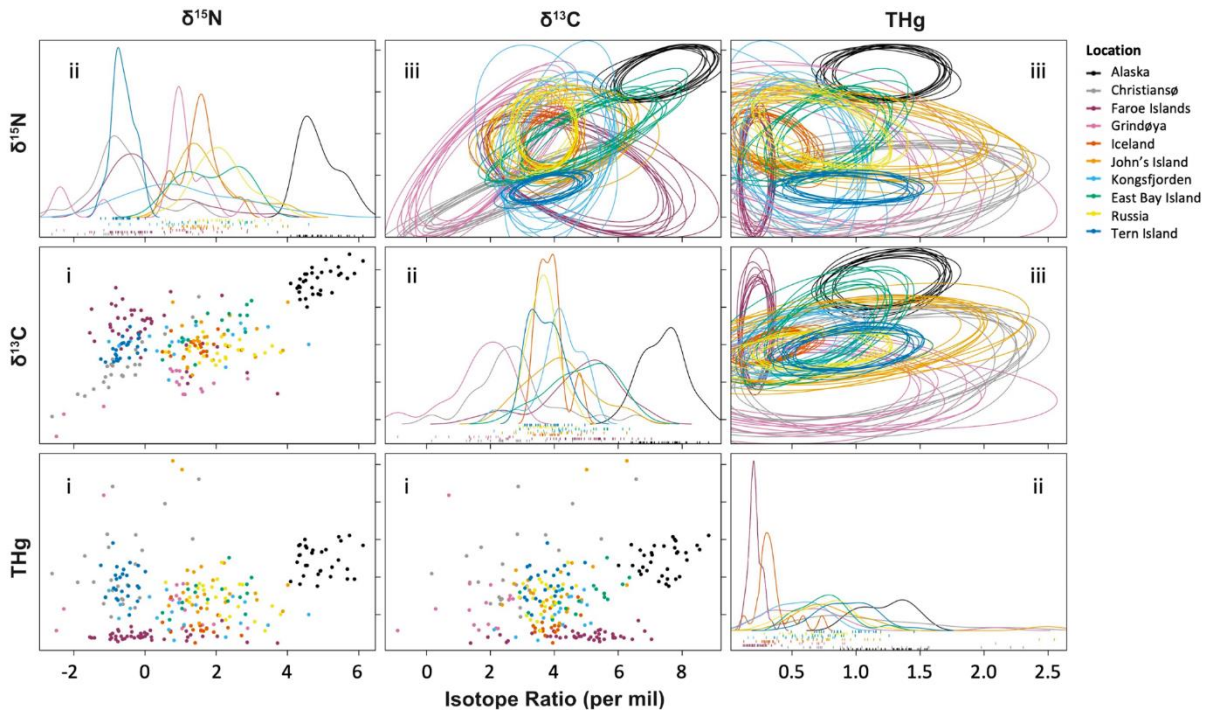 δ¹⁵N δ¹³C THg
δ¹⁵N
ii
iii
iii
Location
Alaska
Christiansø
Faroe Islands
Grindøya
Iceland
John's Island
Kongsfjorden
East Bay Island
Russia
Tern Island
δ¹³C
i
ii
iii
THg
i
i
ii
-2 0 2 4 6
0 2 4 6 8
0.5 1.0 1.5 2.0 2.5
Isotope Ratio (per mil)